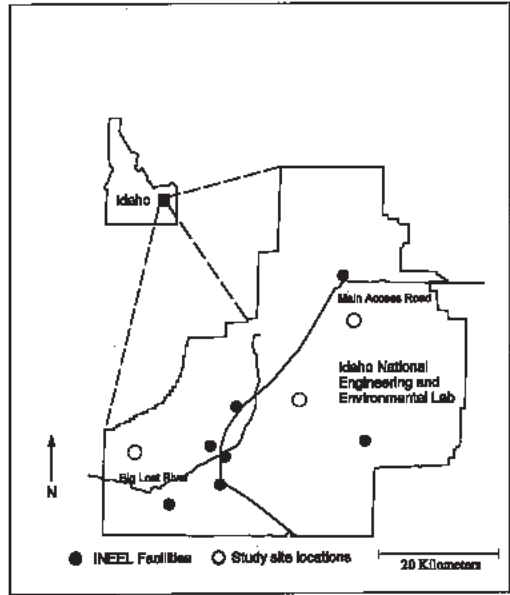 Idaho
Main Access Road
Idaho National
Engineering and
Environmental Lab
Big Lost River
N
INEEL Facilities
Study site locations
20 Kilometers